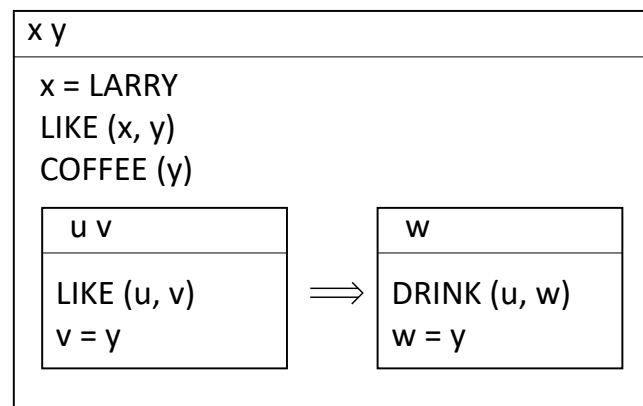 x y
x = LARRY
LIKE (x, y)
COFFEE (y)
u v
LIKE (u, v)
v = y
⟹
w
DRINK (u, w)
w = y